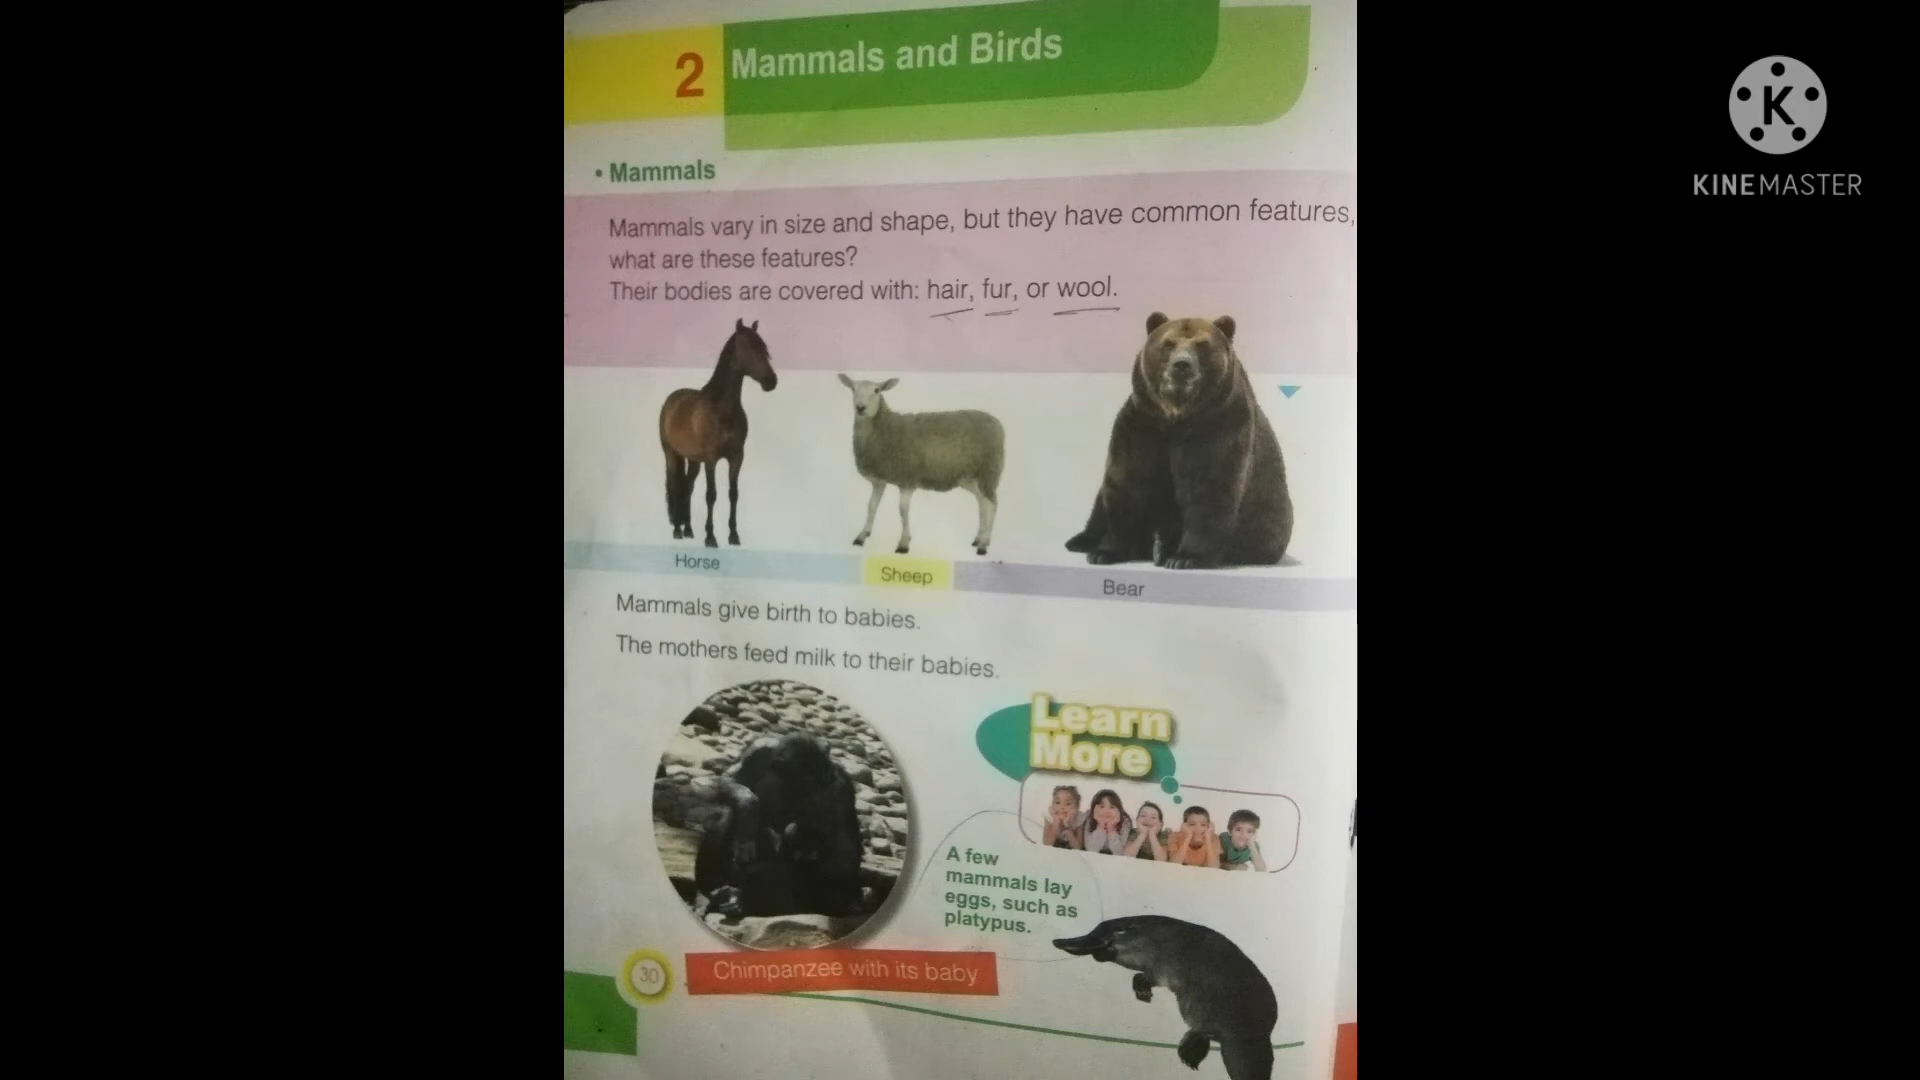 2
Mammals and Birds
• Mammals
Mammals vary in size and shape, but they have common features,
what are these features?
Their bodies are covered with: hair, fur, or wool.
Horse
Sheep
Bear
Mammals give birth to babies.
The mothers feed milk to their babies.
Learn
More
A few
mammals lay
eggs, such as
platypus.
Chimpanzee with its baby
30
K
KINEMASTER